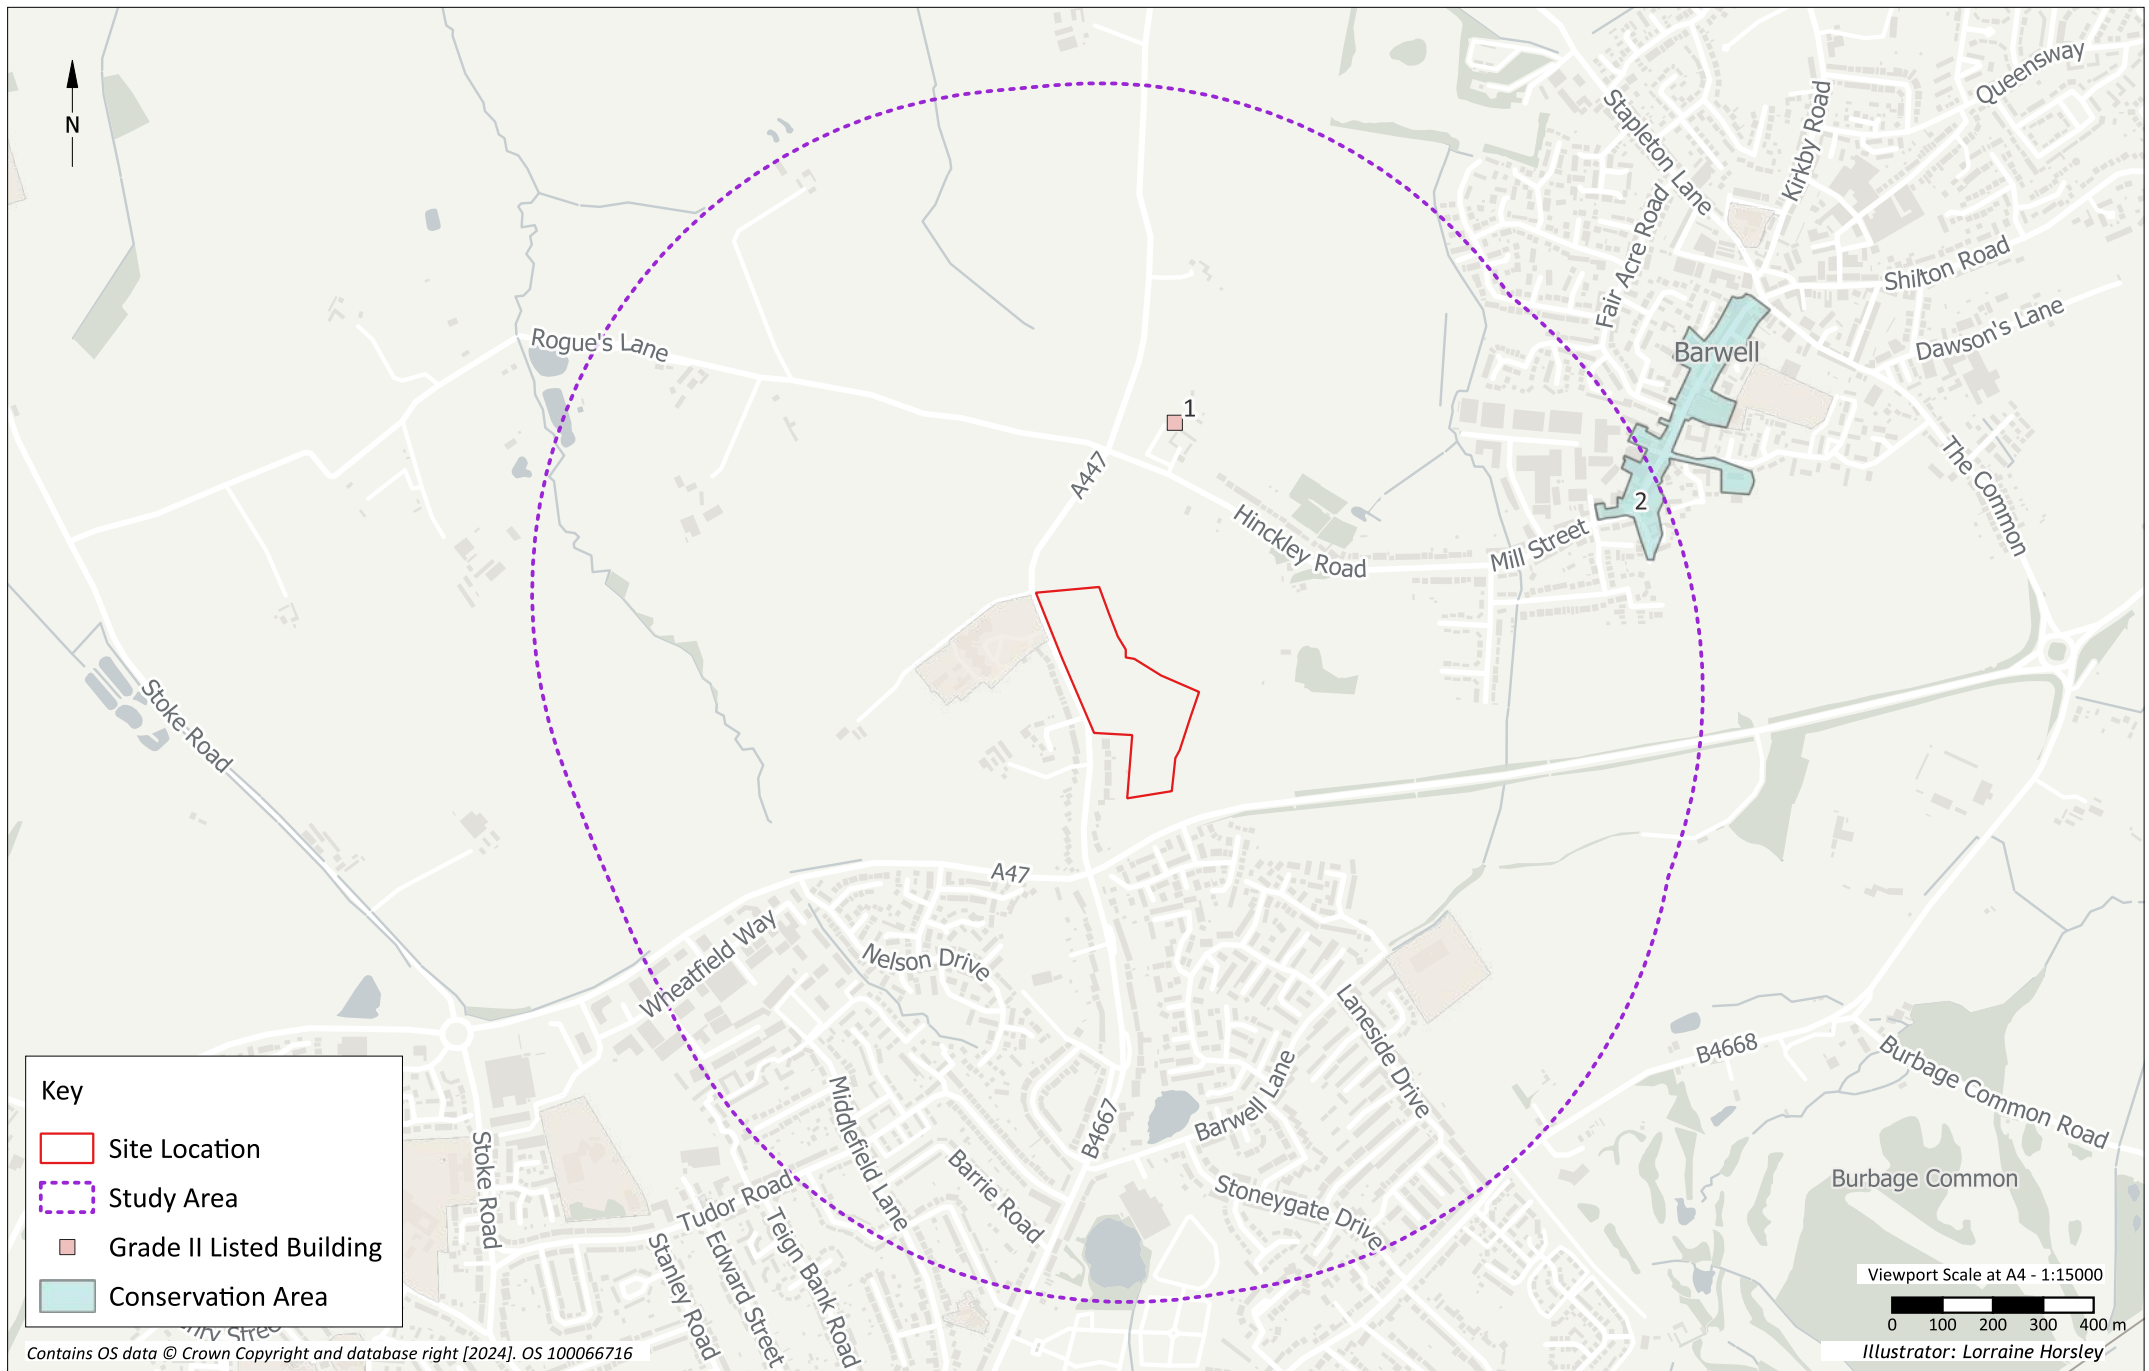 N
Queensway
Stapleton Lane
Kirkby Road
Fair Acre Road
Shilton Road
Dawson's Lane
Barwell
Rogue's Lane
1
A447
The Common
2
Hinckley Road
Mill Street
Stoke Road
A47
Wheatfield Way
Nelson Drive
Laneside Drive
B4668
Burbage Common Road
Barwell Lane
Middlefield Lane
B4667
Barrie Road
Stoneygate Drive
Burbage Common
Tudor Road
Stoke Road
Teign Bank Road
Edward Street
Stanley Road
Key
Site Location
Study Area
Grade II Listed Building
Conservation Area
Viewport Scale at A4 - 1:15000
0 100 200 300 400 m
Contains OS data © Crown Copyright and database right [2024]. OS 100066716
Illustrator: Lorraine Horsley